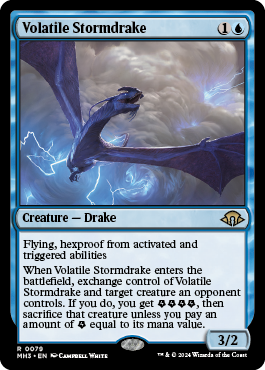 Volatile Stormdrake 1
Creature — Drake
Flying, hexproof from activated and
triggered abilities
When Volatile Stormdrake enters the
battlefield, exchange control of Volatile
Stormdrake and target creature an opponent
controls. If you do, you get , then
sacrifice that creature unless you pay an
amount of equal to its mana value.
3/2
R 0079
MH3 • EN CAMPBELL WHITE
™ & © 2024 Wizards of the Coast